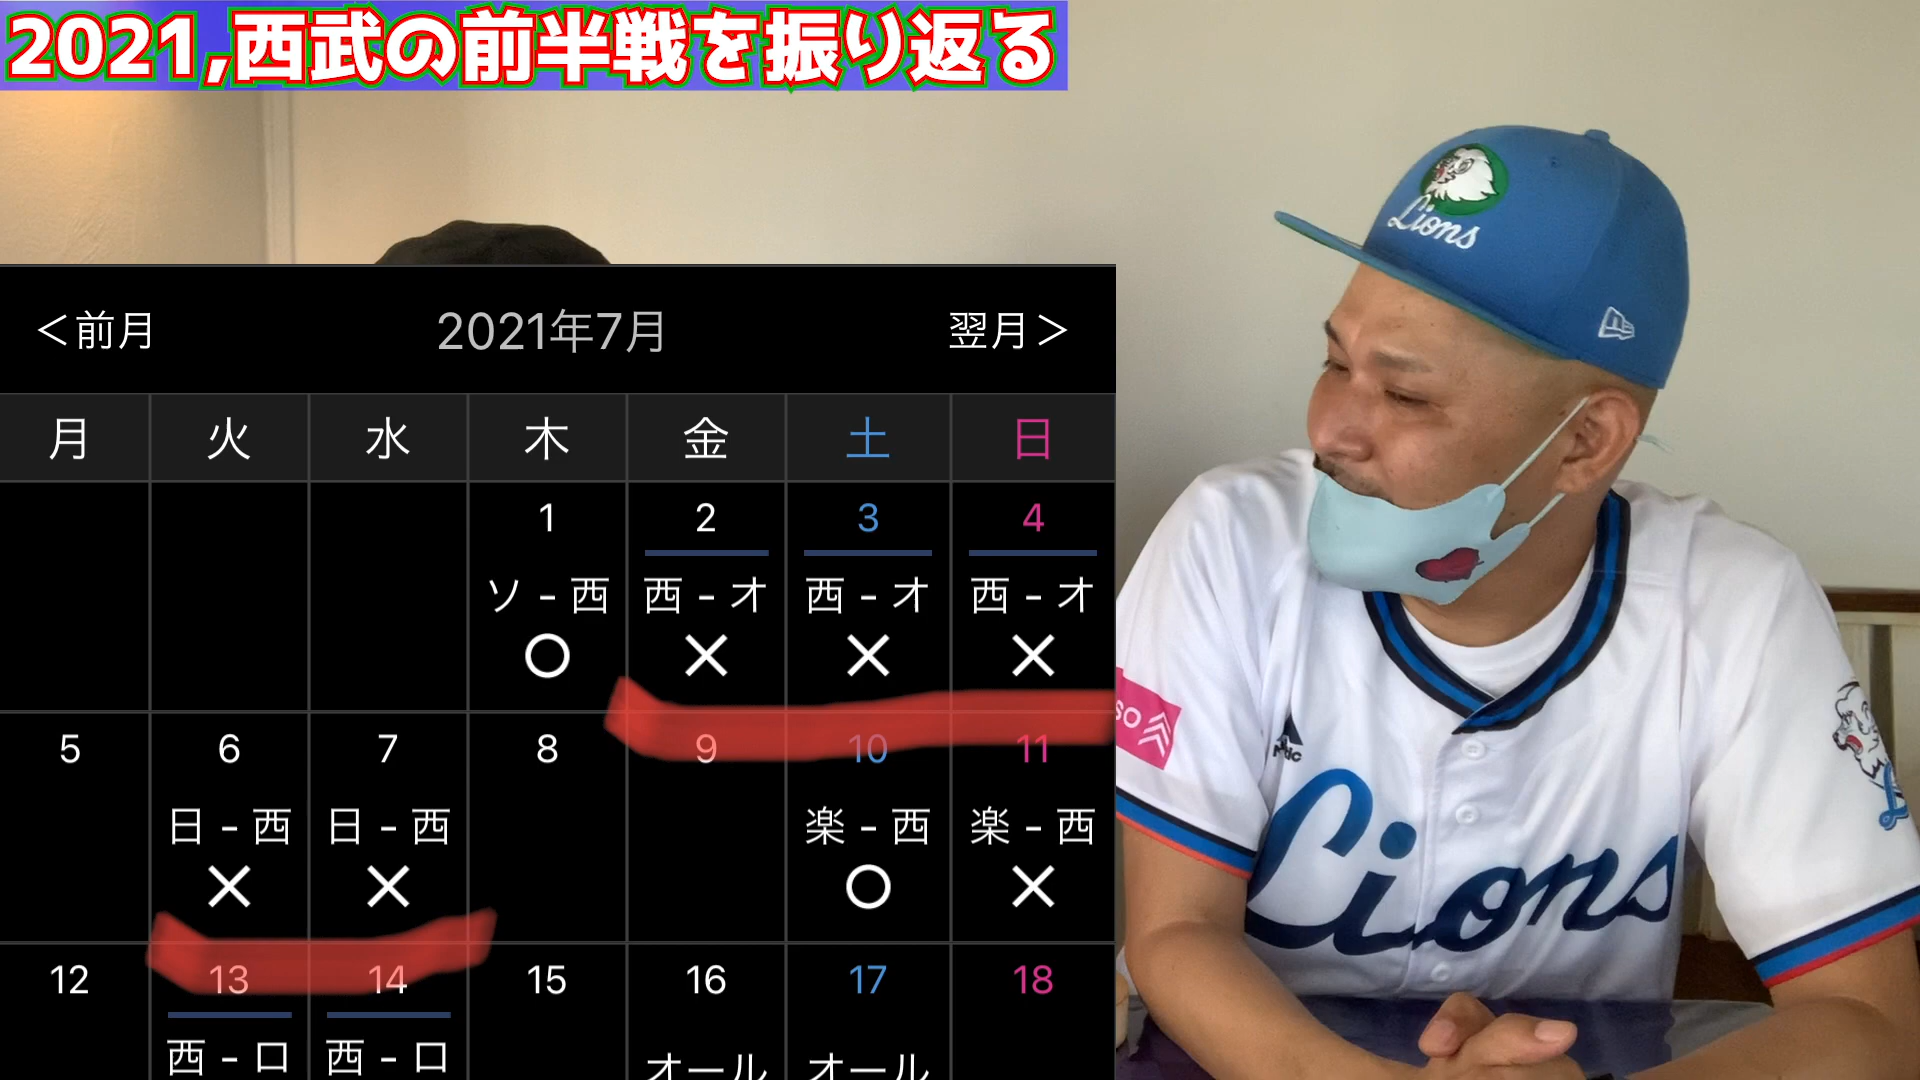 2021,西武の前半戦を振り返る
<前月 2021年7月 翌月>
月 火 水 木 金 土 日
1 2 3 4
ソ - 西 西 - オ 西 - オ 西 - オ
○ × × ×
5 6 7 8 9 10 11
日 - 西 日 - 西 楽 - 西 楽 - 西
× × ○ ×
12 13 14 15 16 17 18
西 - ロ 西 - ロ オール オール
Lions
Lions